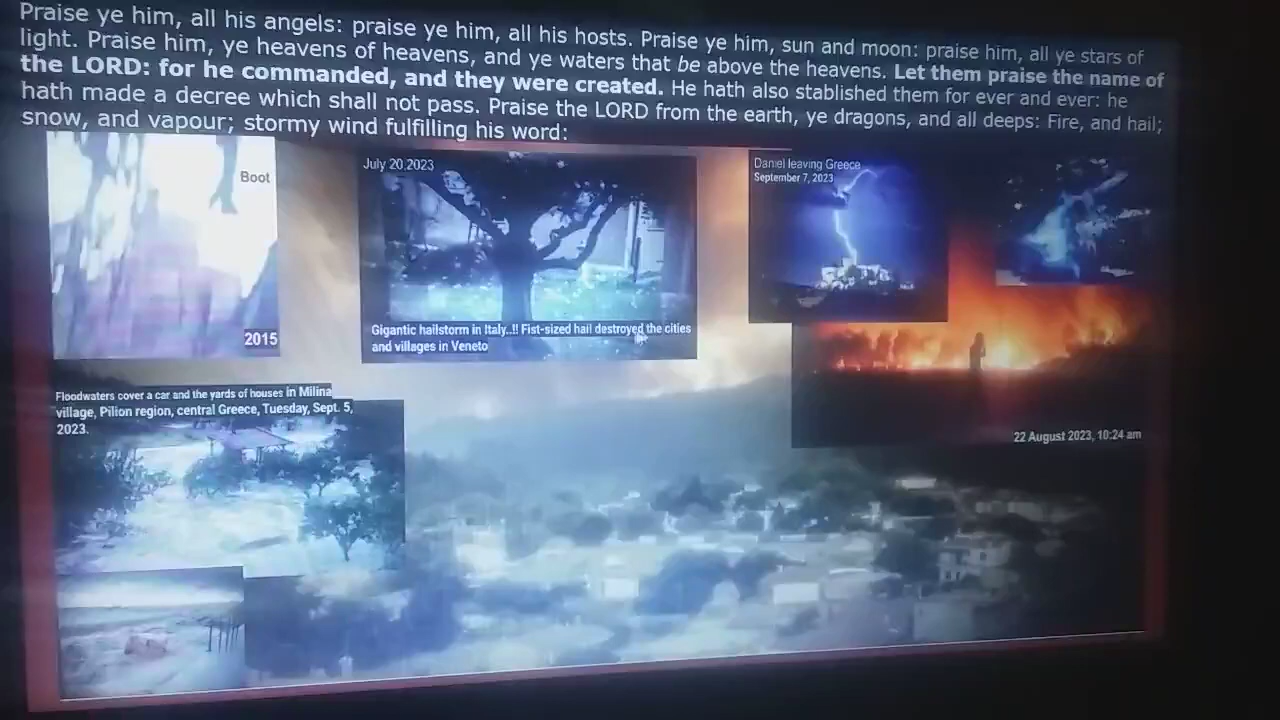 Praise ye him, all his angels: praise ye him, all his hosts. Praise ye him, sun and moon: praise him, all ye stars of
light. Praise him, ye heavens of heavens, and ye waters that be above the heavens. Let them praise the name of
the LORD: for he commanded, and they were created. He hath also stablished them for ever and ever: he
hath made a decree which shall not pass. Praise the LORD from the earth, ye dragons, and all deeps: Fire, and hail;
snow, and vapour; stormy wind fulfilling his word:
Boot
2015
July 20 2023
Gigantic hailstorm in Italy..!! Fist-sized hail destroyed the cities
and villages in Veneto
Daniel leaving Greece
September 7, 2023
22 August 2023, 10:24 am
Floodwaters cover a car and the yards of houses in Milina
village, Pilion region, central Greece, Tuesday, Sept. 5,
2023.